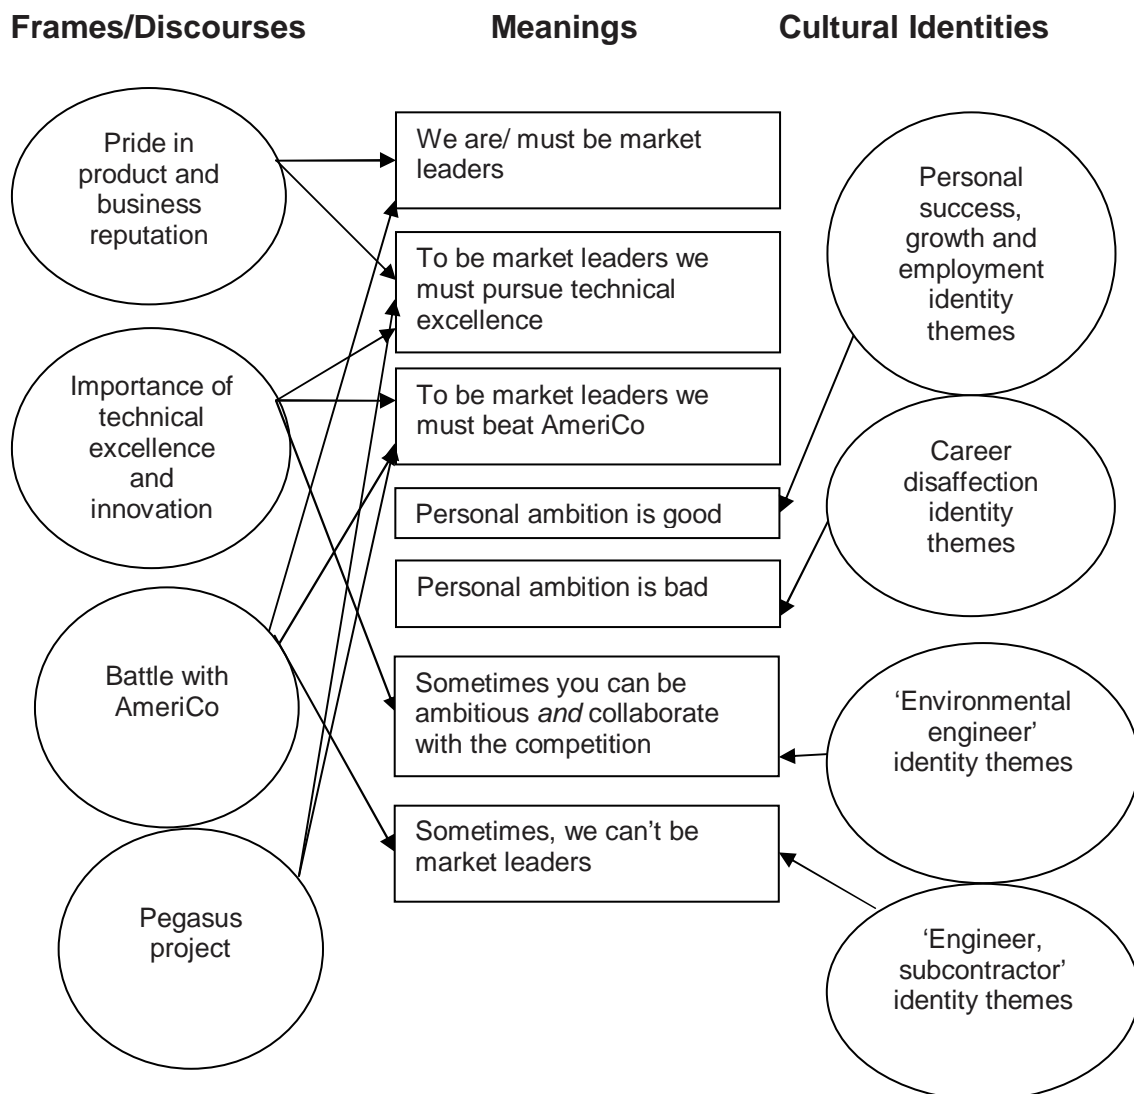 Frames/Discourses
Meanings
Cultural Identities
Pride in
product and
business
reputation
Importance of
technical
excellence
and
innovation
Battle with
AmeriCo
Pegasus
project
We are/ must be market
leaders
To be market leaders we
must pursue technical
excellence
To be market leaders we
must beat AmeriCo
Personal ambition is good
Personal ambition is bad
Sometimes you can be
ambitious and collaborate
with the competition
Sometimes, we can't be
market leaders
Personal
success,
growth and
employment
identity
themes
Career
disaffection
identity
themes
‘Environmental
engineer’
identity themes
‘Engineer,
subcontractor’
identity themes